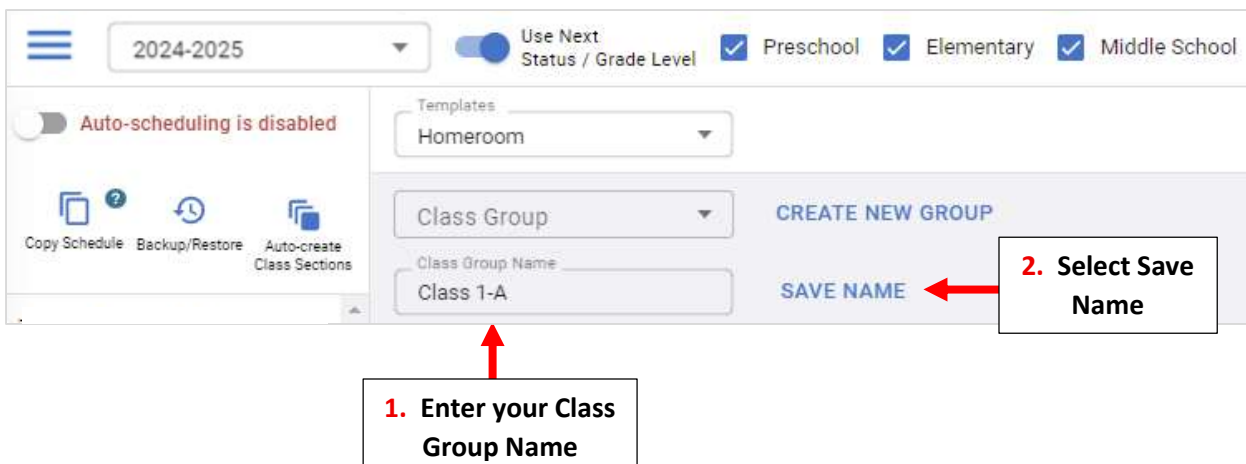 2024-2025
Use Next
Status / Grade Level
Preschool
Elementary
Middle School
Auto-scheduling is disabled
Templates
Homeroom
?
Copy Schedule
Backup/Restore
Auto-create
Class Sections
Class Group
CREATE NEW GROUP
Class Group Name
Class 1-A
SAVE NAME
2. Select Save
Name
1. Enter your Class
Group Name